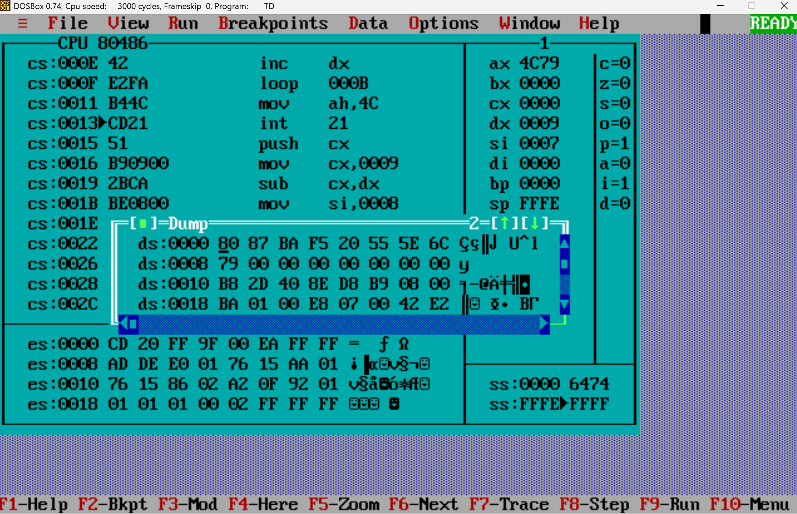 DOSBox 0.74, Cpu speed: 3000 cycles, Frameskip 0, Program: TD
≡ File View Run Breakpoints Data Options Window Help READY
CPU 80486 1
cs:000E 42 inc dx ax 4C79 c=0
cs:000F E2FA loop 000B bx 0000 z=0
cs:0011 B44C mov ah,4C cx 0000 s=0
cs:0013►CD21 int 21 dx 0009 o=0
cs:0015 51 push cx si 0007 p=1
cs:0016 B90900 mov cx,0009 di 0000 a=0
cs:0019 2BCA sub cx,dx bp 0000 i=1
cs:001B BE0800 mov si,0008 sp FFFE d=0
cs:001E [■]=Dump 2=[↑][↓]
cs:0022 ds:0000 80 87 BA F5 20 55 5E 6C Çç║⌡ U^l
cs:0026 ds:0008 79 00 00 00 00 00 00 00 y
cs:0028 ds:0010 B8 2D 40 8E D8 B9 08 00 ╕-@Ä╪╣◘
cs:002C ds:0018 BA 01 00 E8 07 00 42 E2 ║☺ Φ• BΓ
es:0000 CD 20 FF 9F 00 EA FF FF = ƒ Ω
es:0008 AD DE E0 01 76 15 AA 01 ¡▐α☺v§¬☺
es:0010 76 15 86 02 A2 0F 92 01 v§å☻ó☼Æ☺ ss:0000 6474
es:0018 01 01 01 00 02 FF FF FF ☺☺☺ ☻ ss:FFFE►FFFF
F1-Help F2-Bkpt F3-Mod F4-Here F5-Zoom F6-Next F7-Trace F8-Step F9-Run F10-Menu